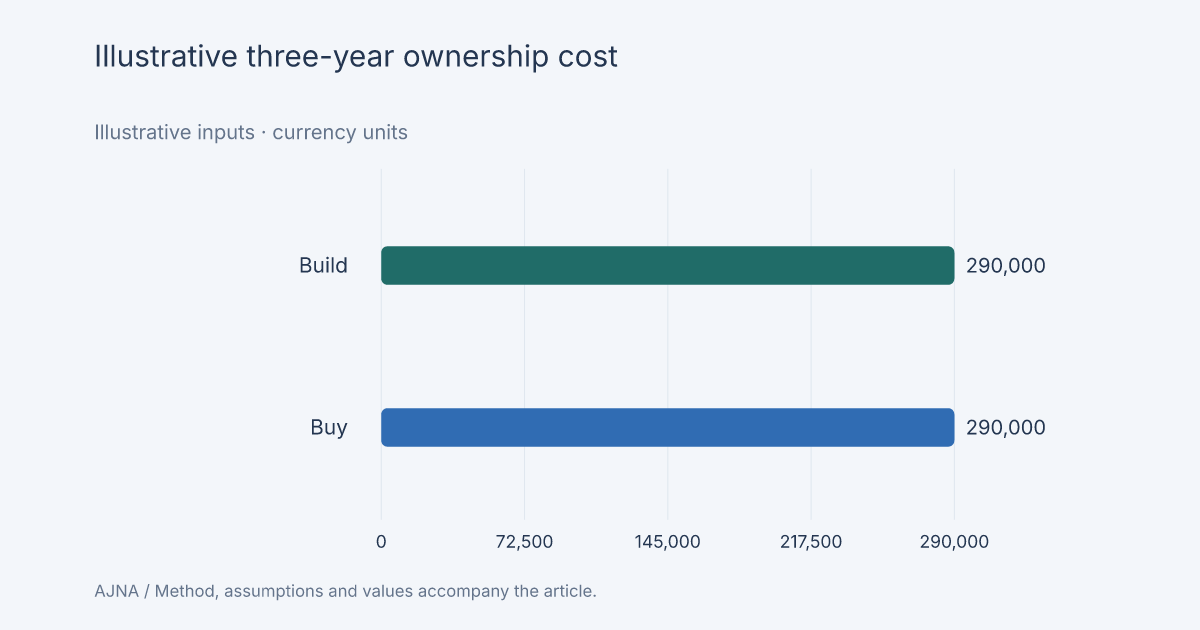 Illustrative three-year ownership cost
Illustrative inputs · currency units
Build 290,000
Buy 290,000
0 72,500 145,000 217,500 290,000
AJNA / Method, assumptions and values accompany the article.